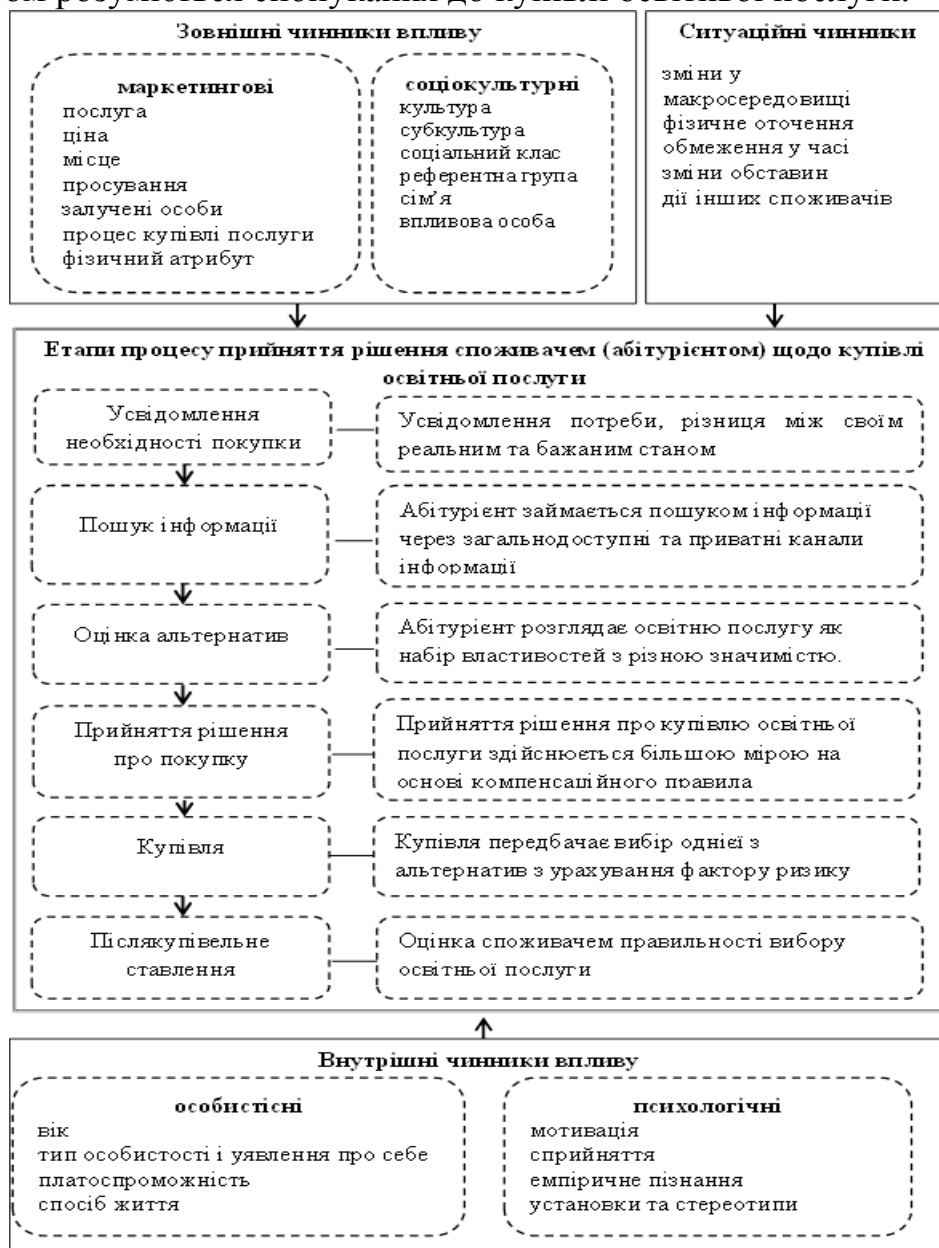 розуміється спонукання до купівлі освітньої послуги.
Зовнішні чинники впливу
маркетингові
послуга
ціна
місце
просування
залучені особи
процес купівлі послуги
фізичний атрибут
соціокультурні
культура
субкультура
соціальний клас
референтна група
сім'я
впливова особа
Ситуаційні чинники
зміни у
макросередовищі
фізичне оточення
обмеження у часі
зміни обставин
дії інших споживачів
Етапи процесу прийняття рішення споживачем (абітурієнтом) щодо купівлі
освітньої послуги
Усвідомлення
необхідності покупки
Усвідомлення потреби, різниця між своїм
реальним та бажаним станом
Пошук інформації
Абітурієнт займається пошуком інформації
через загальнодоступні та приватні канали
інформації
Оцінка альтернатив
Абітурієнт розглядає освітню послугу як
набір властивостей з різною значимістю.
Прийняття рішення
про покупку
Прийняття рішення про купівлю освітньої
послуги здійснюється більшою мірою на
основі компенсаційного правила
Купівля
Купівля передбачає вибір однієї з
альтернатив з урахування фактору ризику
Післякупівельне
ставлення
Оцінка споживачем правильності вибору
освітньої послуги
Внутрішні чинники впливу
особистісні
вік
тип особистості і уявлення про себе
платоспроможність
спосіб життя
психологічні
мотивація
сприйняття
емпіричне пізнання
установки та стереотипи